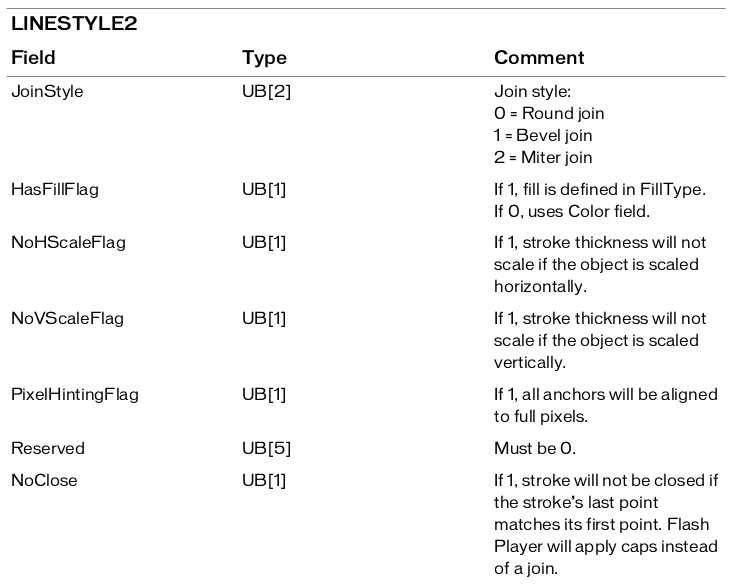 LINESTYLE2
Field Type Comment
JoinStyle UB[2] Join style:
0 = Round join
1 = Bevel join
2 = Miter join
HasFillFlag UB[1] If 1, fill is defined in FillType.
If 0, uses Color field.
NoHScaleFlag UB[1] If 1, stroke thickness will not
scale if the object is scaled
horizontally.
NoVScaleFlag UB[1] If 1, stroke thickness will not
scale if the object is scaled
vertically.
PixelHintingFlag UB[1] If 1, all anchors will be aligned
to full pixels.
Reserved UB[5] Must be 0.
NoClose UB[1] If 1, stroke will not be closed if
the stroke's last point
matches its first point. Flash
Player will apply caps instead
of a join.